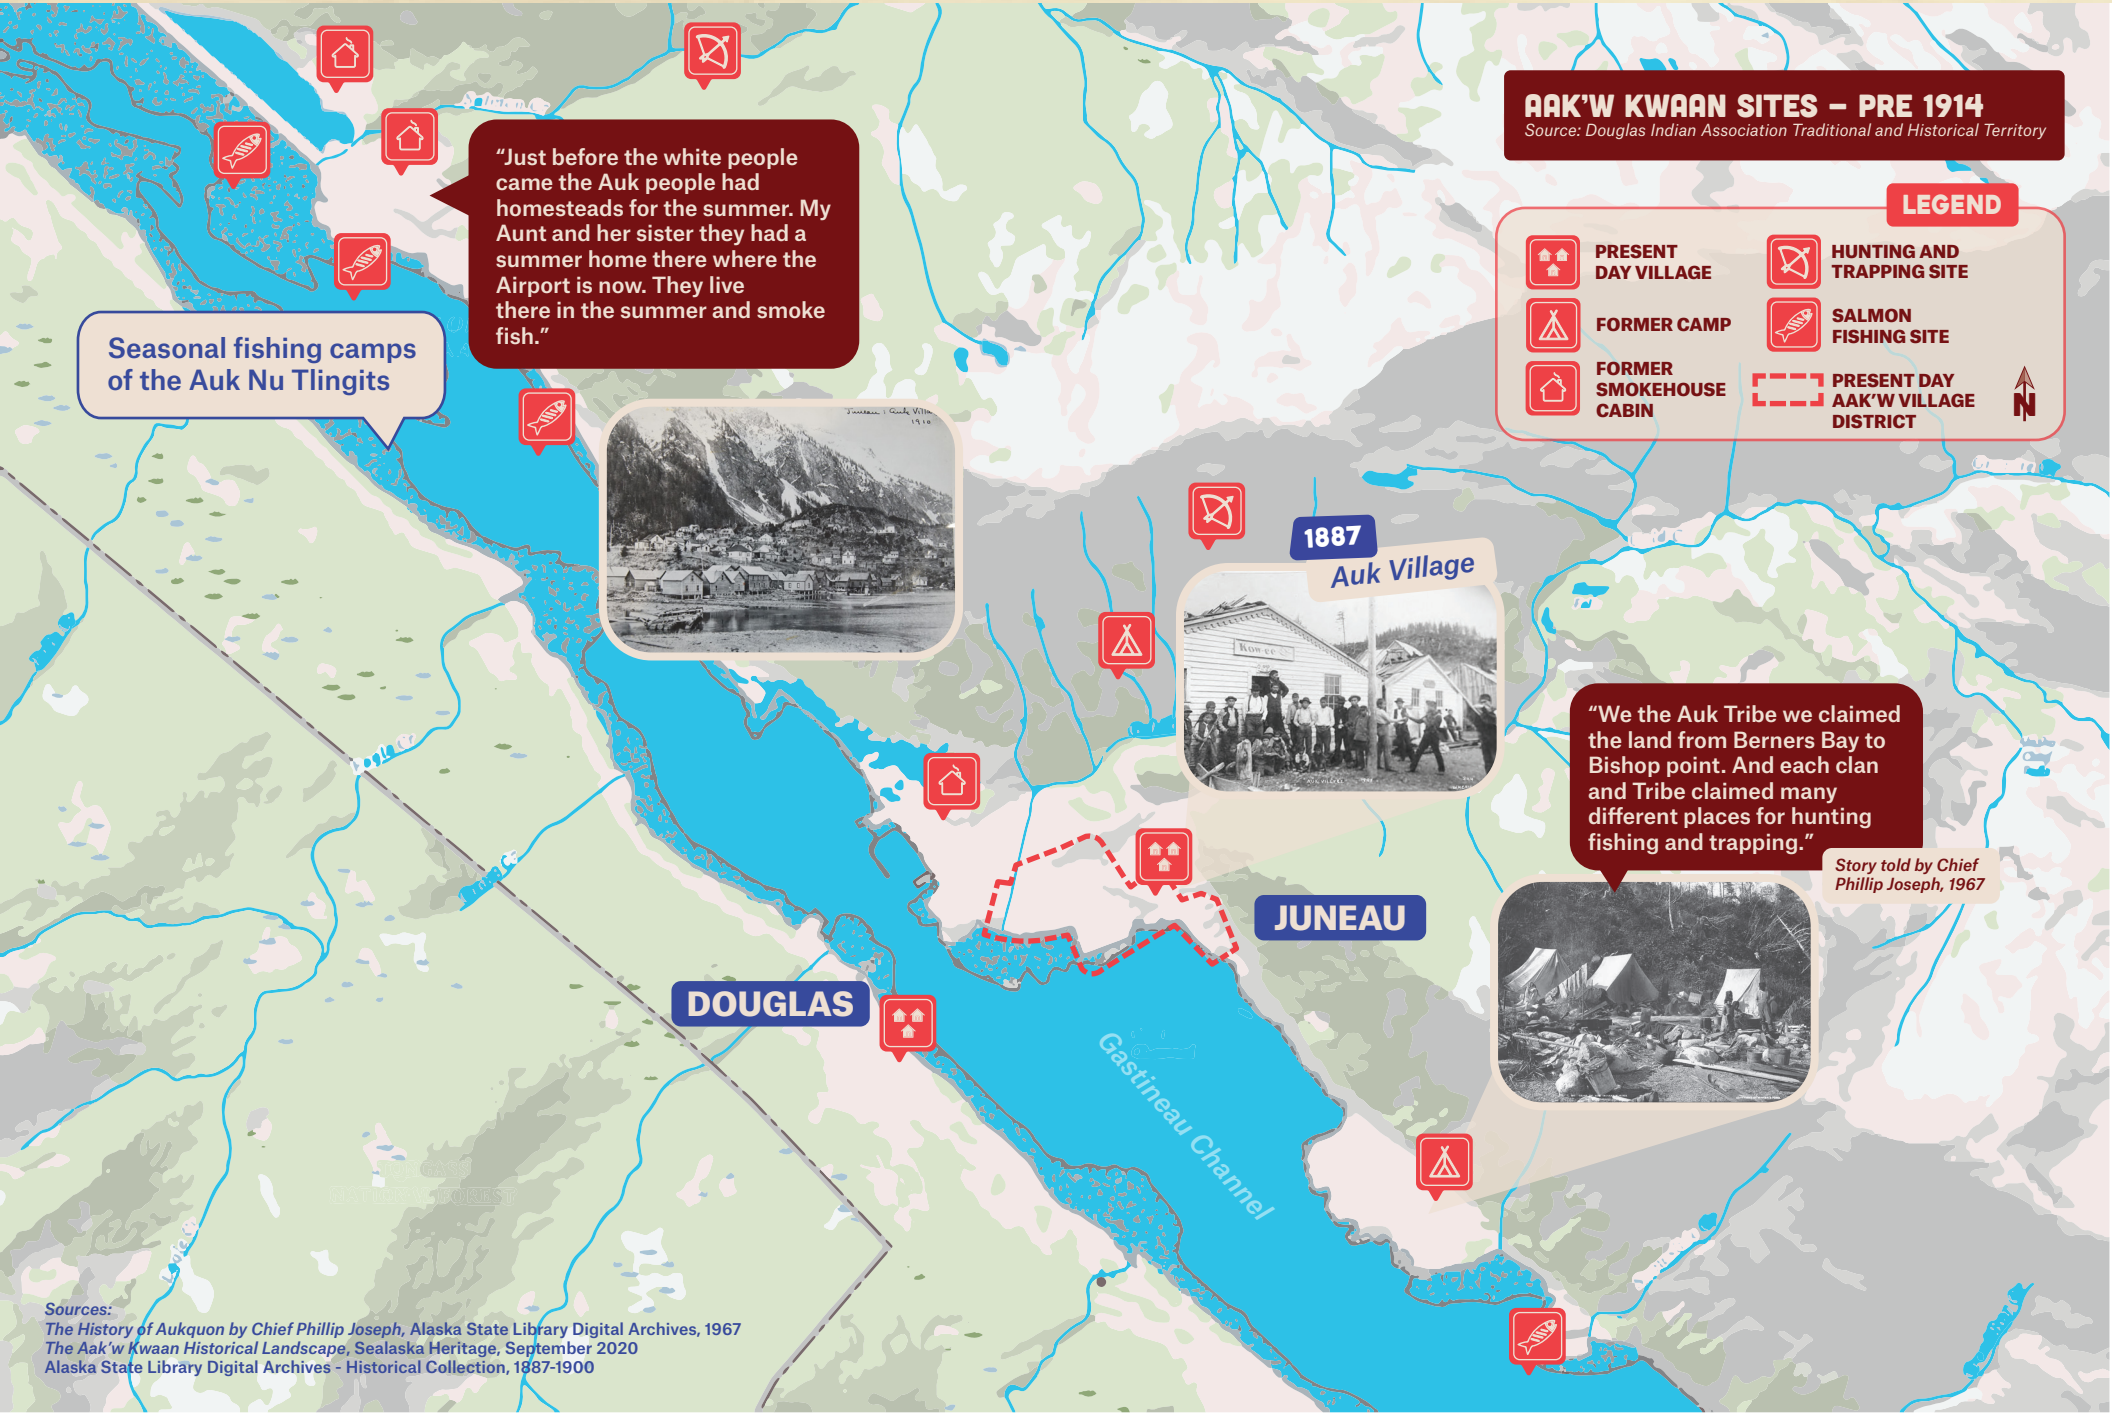 AAK'W KWAAN SITES – PRE 1914
Source: Douglas Indian Association Traditional and Historical Territory
LEGEND
PRESENT
DAY VILLAGE
FORMER CAMP
FORMER
SMOKEHOUSE
CABIN
HUNTING AND
TRAPPING SITE
SALMON
FISHING SITE
PRESENT DAY
AAK'W VILLAGE
DISTRICT
N
“Just before the white people
came the Auk people had
homesteads for the summer. My
Aunt and her sister they had a
summer home there where the
Airport is now. They live
there in the summer and smoke
fish.”
Seasonal fishing camps
of the Auk Nu Tlingits
1910
1887
Auk Village
Kowee
AUK VILLAGE
“We the Auk Tribe we claimed
the land from Berners Bay to
Bishop point. And each clan
and Tribe claimed many
different places for hunting
fishing and trapping.”
Story told by Chief
Phillip Joseph, 1967
JUNEAU
DOUGLAS
Gastineau Channel
Sources:
The History of Aukquon by Chief Phillip Joseph, Alaska State Library Digital Archives, 1967
The Aak'w Kwaan Historical Landscape, Sealaska Heritage, September 2020
Alaska State Library Digital Archives - Historical Collection, 1887-1900